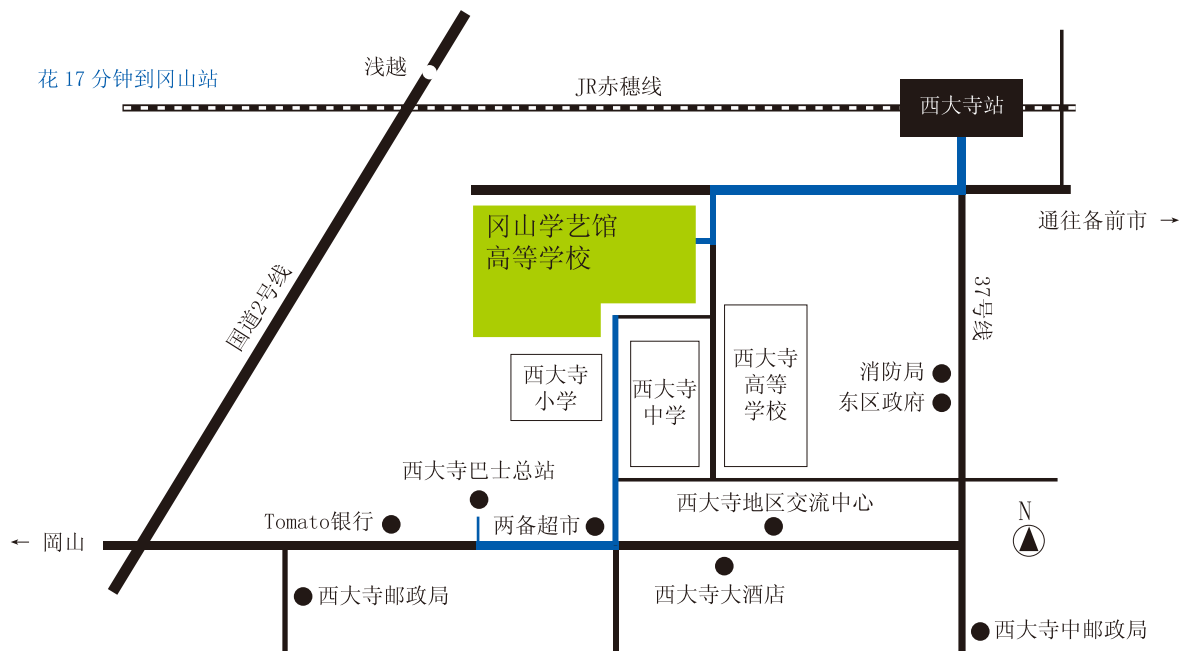 浅越
花 17 分钟到冈山站
JR赤穗线
西大寺站
通往备前市 →
冈山学艺馆
高等学校
国道2号线
37号线
西大寺
小学
西大寺
中学
西大寺
高等
学校
消防局
东区政府
西大寺巴士总站
西大寺地区交流中心
Tomato银行
两备超市
N
← 岡山
西大寺邮政局
西大寺大酒店
西大寺中邮政局